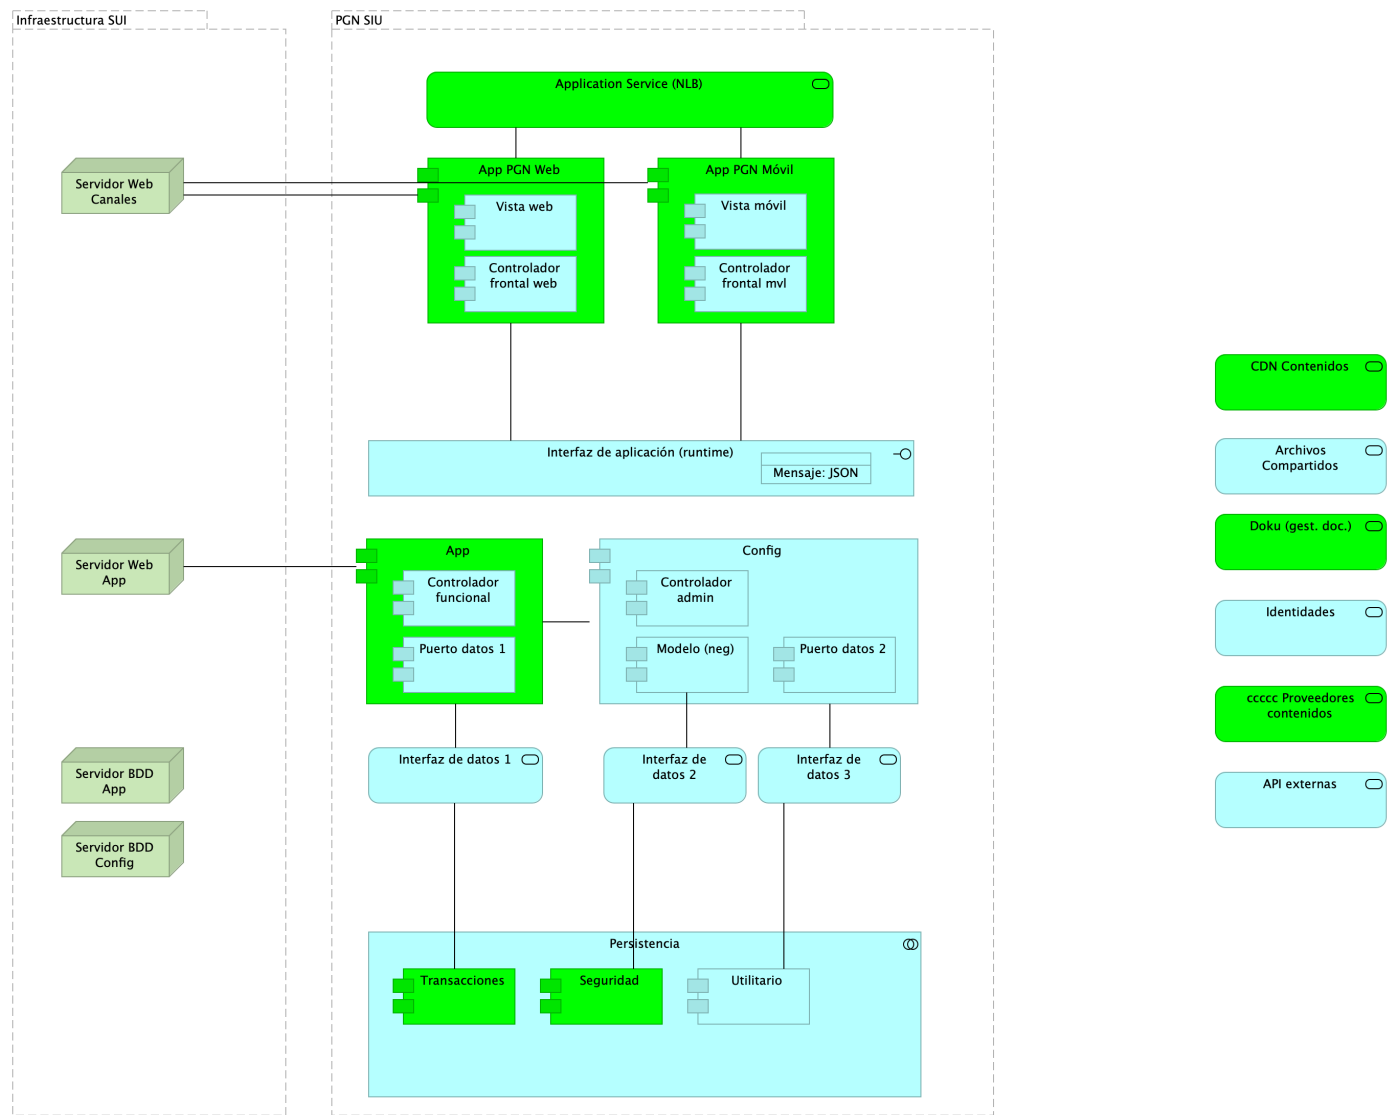 Infraestructura SUI
PGN SIU
Application Service (NLB)
Servidor Web
Canales
App PGN Web
Vista web
Controlador
frontal web
App PGN Móvil
Vista móvil
Controlador
frontal mvl
Interfaz de aplicación (runtime)
Mensaje: JSON
Servidor Web
App
App
Controlador
funcional
Puerto datos 1
Config
Controlador
admin
Modelo (neg)
Puerto datos 2
Servidor BDD
App
Interfaz de datos 1
Interfaz de
datos 2
Interfaz de
datos 3
Servidor BDD
Config
Persistencia
Transacciones
Seguridad
Utilitario
CDN Contenidos
Archivos
Compartidos
Doku (gest. doc.)
Identidades
ccccc Proveedores
contenidos
API externas